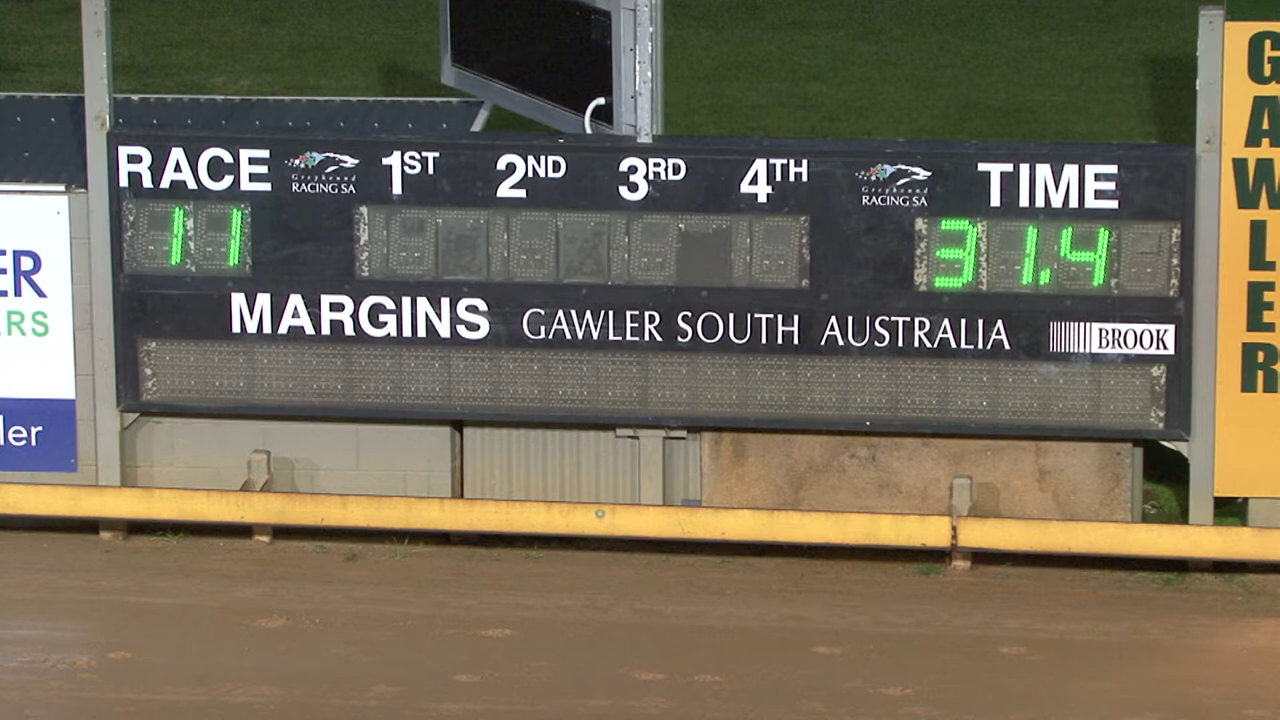 RACE
Greyhound
RACING SA
1ST 2ND 3RD 4TH
Greyhound
RACING SA
TIME
11
31.4
MARGINS
GAWLER SOUTH AUSTRALIA
BROOK
ER
ERS
ler
GAWLER